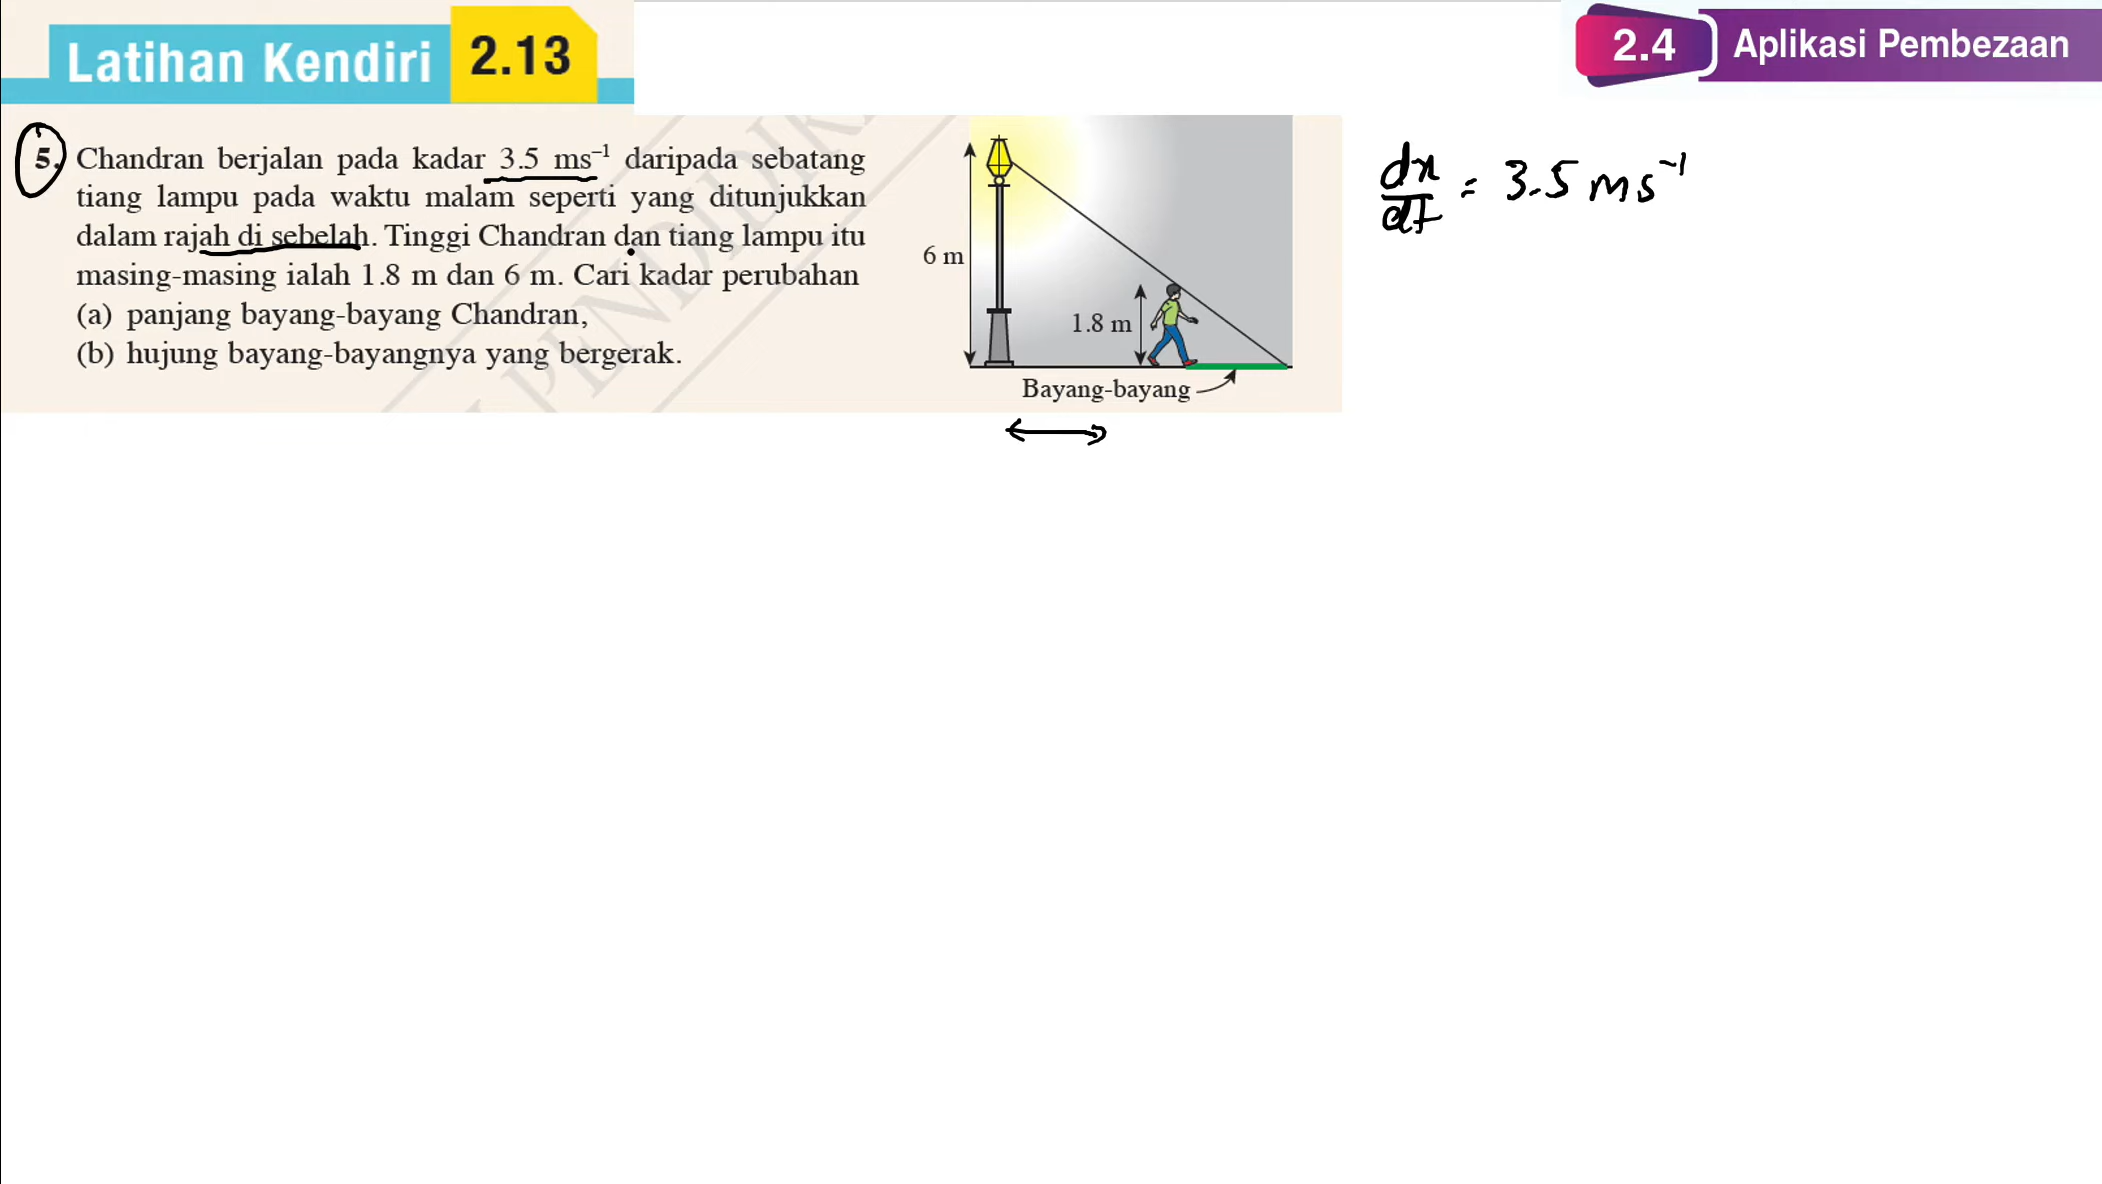 Latihan Kendiri 2.13
2.4 Aplikasi Pembezaan
5. Chandran berjalan pada kadar 3.5 ms⁻¹ daripada sebatang
tiang lampu pada waktu malam seperti yang ditunjukkan
dalam rajah di sebelah. Tinggi Chandran dan tiang lampu itu
masing-masing ialah 1.8 m dan 6 m. Cari kadar perubahan
(a) panjang bayang-bayang Chandran,
(b) hujung bayang-bayangnya yang bergerak.
6 m
1.8 m
Bayang-bayang
dx/dt = 3.5 ms⁻¹